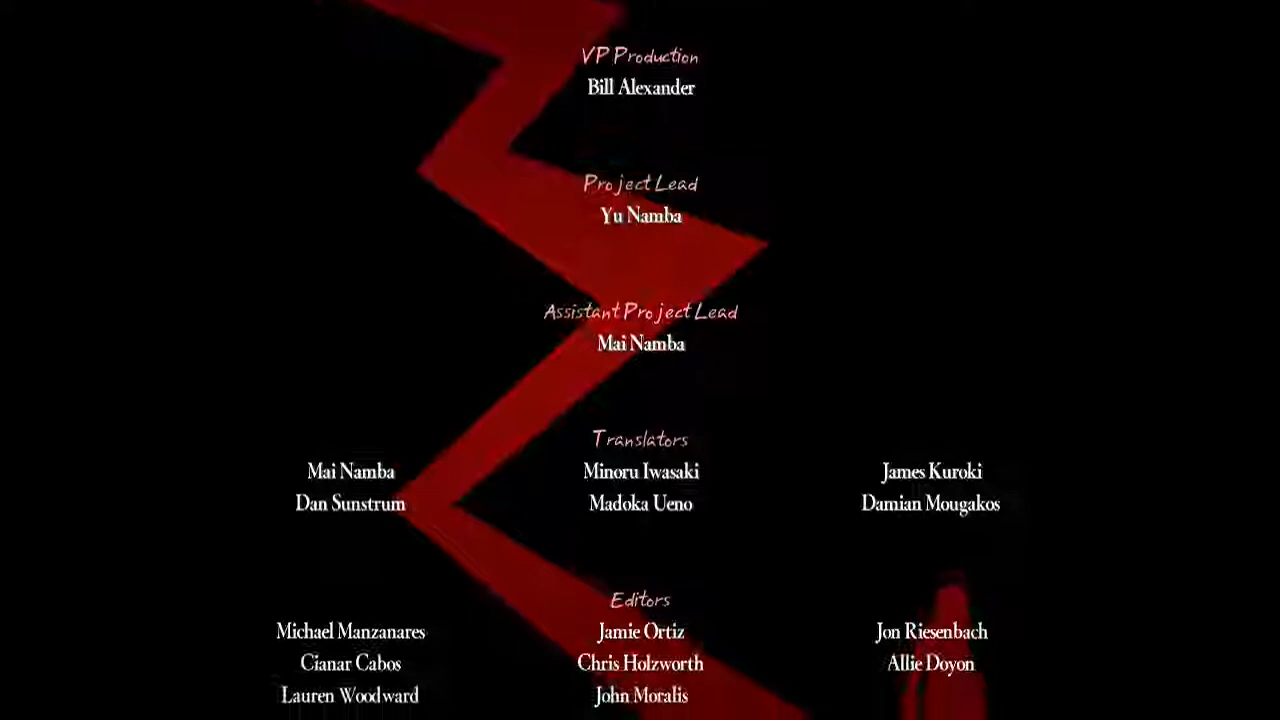 VP Production
Bill Alexander
Project Lead
Yu Namba
Assistant Project Lead
Mai Namba
Translators
Mai Namba Minoru Iwasaki James Kuroki
Dan Sunstrum Madoka Ueno Damian Mougakos
Editors
Michael Manzanares Jamie Ortiz Jon Riesenbach
Cianar Cabos Chris Holzworth Allie Doyon
Lauren Woodward John Moralis